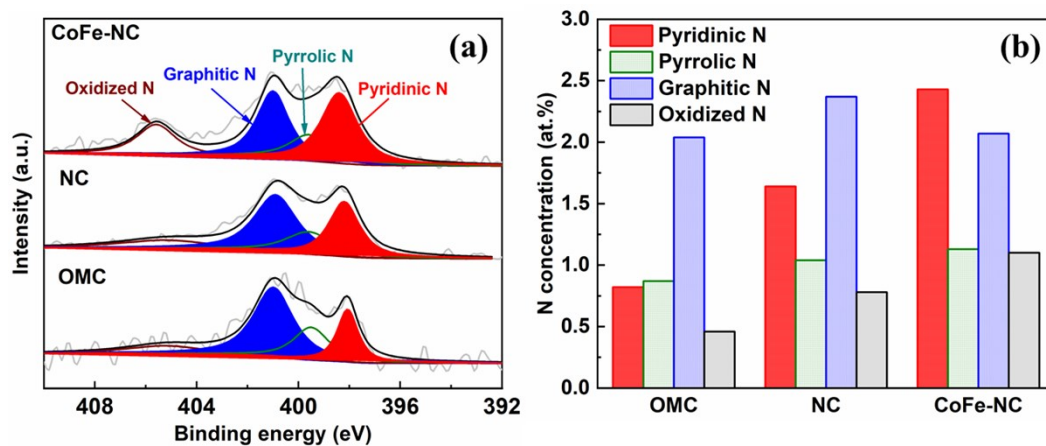 CoFe-NC
(a)
Pyrrolic N
Graphitic N
Oxidized N
Pyridinic N
NC
OMC
Intensity (a.u.)
408 404 400 396 392
Binding energy (eV)
(b)
Pyridinic N
Pyrrolic N
Graphitic N
Oxidized N
N concentration (at.%)
3.0
2.5
2.0
1.5
1.0
0.5
0.0
OMC NC CoFe-NC